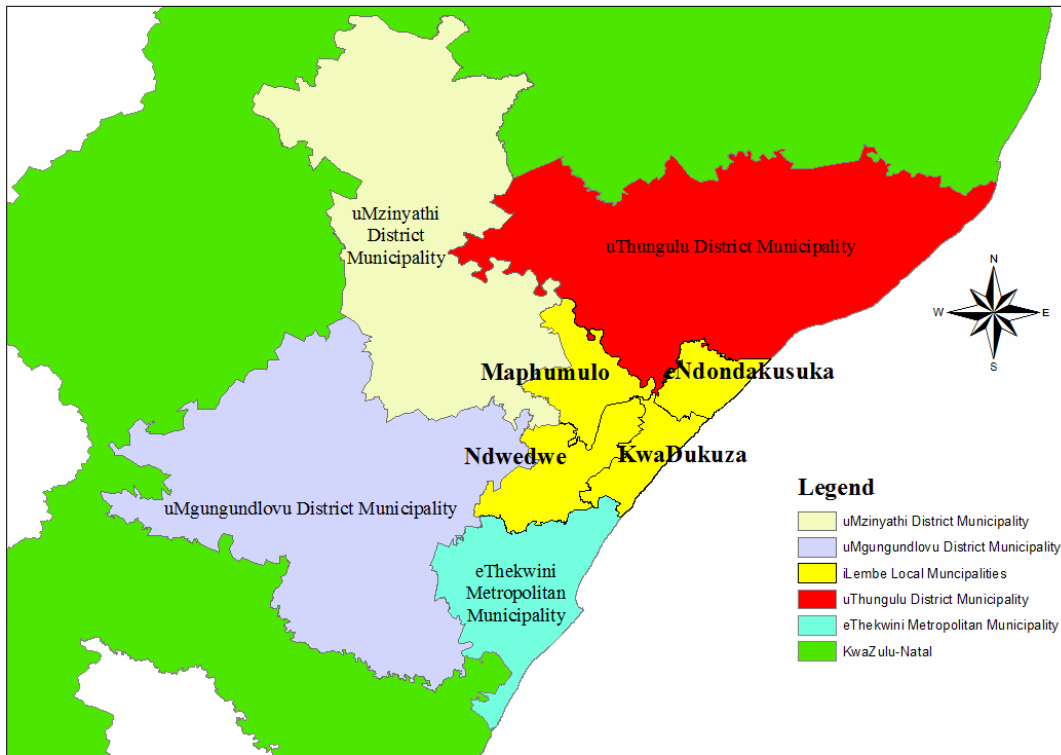 uMzinyathi
District
Municipality
uThungulu District Municipality
N
W
E
S
Maphumulo
eNdondakusuka
Ndwedwe
KwaDukuza
uMgungundlovu District Municipality
eThekwini
Metropolitan
Municipality
Legend
uMzinyathi District Municipality
uMgungundlovu District Municipality
iLembe Local Muncipalities
uThungulu District Municipality
eThekwini Metropolitan Municipality
KwaZulu-Natal